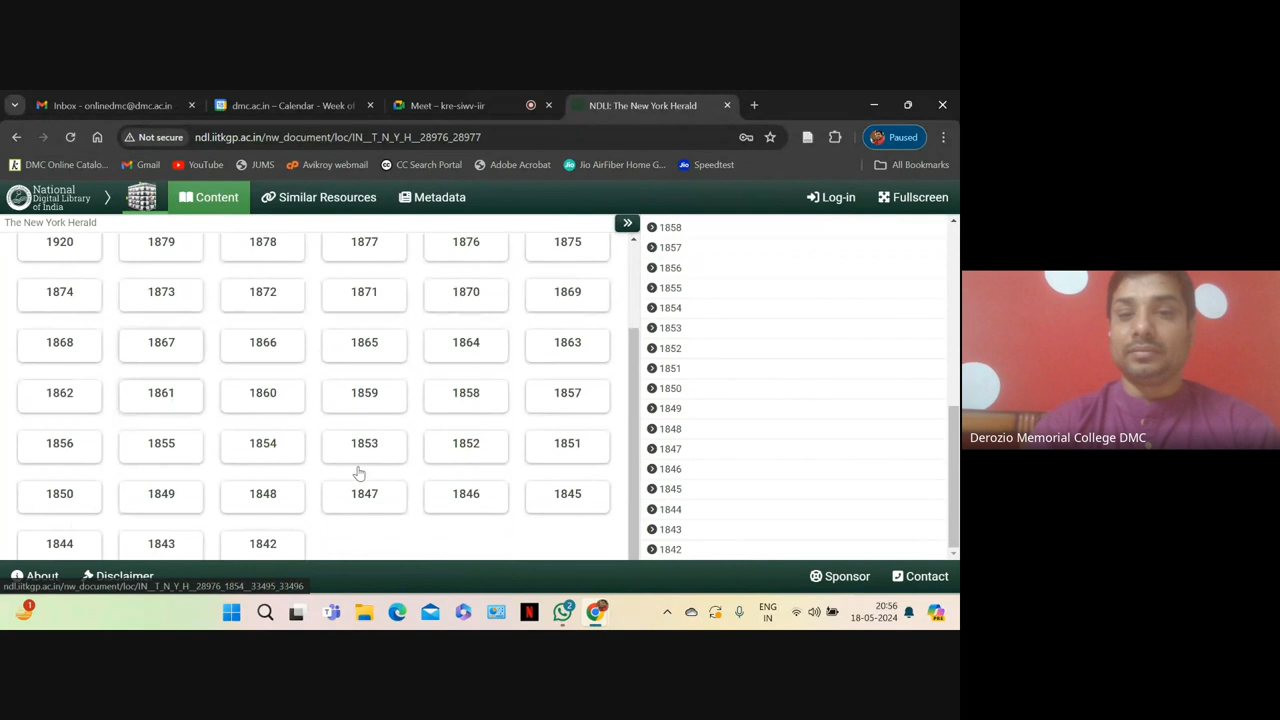 Inbox - onlinedmc@dmc.ac.in
dmc.ac.in – Calendar - Week of
Meet – kre-siwv-iir
NDLI: The New York Herald
Not secure
ndl.iitkgp.ac.in/nw_document/loc/IN__T_N_Y_H__28976_28977
Paused
DMC Online Catalo...
Gmail
YouTube
JUMS
Avikroy webmail
CC Search Portal
Adobe Acrobat
Jio AirFiber Home G...
Speedtest
All Bookmarks
National
Digital Library
of India
Content
Similar Resources
Metadata
Log-in
Fullscreen
The New York Herald
1920 1879 1878 1877 1876 1875
1874 1873 1872 1871 1870 1869
1868 1867 1866 1865 1864 1863
1862 1861 1860 1859 1858 1857
1856 1855 1854 1853 1852 1851
1850 1849 1848 1847 1846 1845
1844 1843 1842
1858
1857
1856
1855
1854
1853
1852
1851
1850
1849
1848
1847
1846
1845
1844
1843
1842
About
Disclaimer
Sponsor
Contact
ndl.iitkgp.ac.in/nw_document/loc/IN__T_N_Y_H__28976_1854__33495_33496
1
2
ENG
IN
20:56
18-05-2024
PRE
Derozio Memorial College DMC